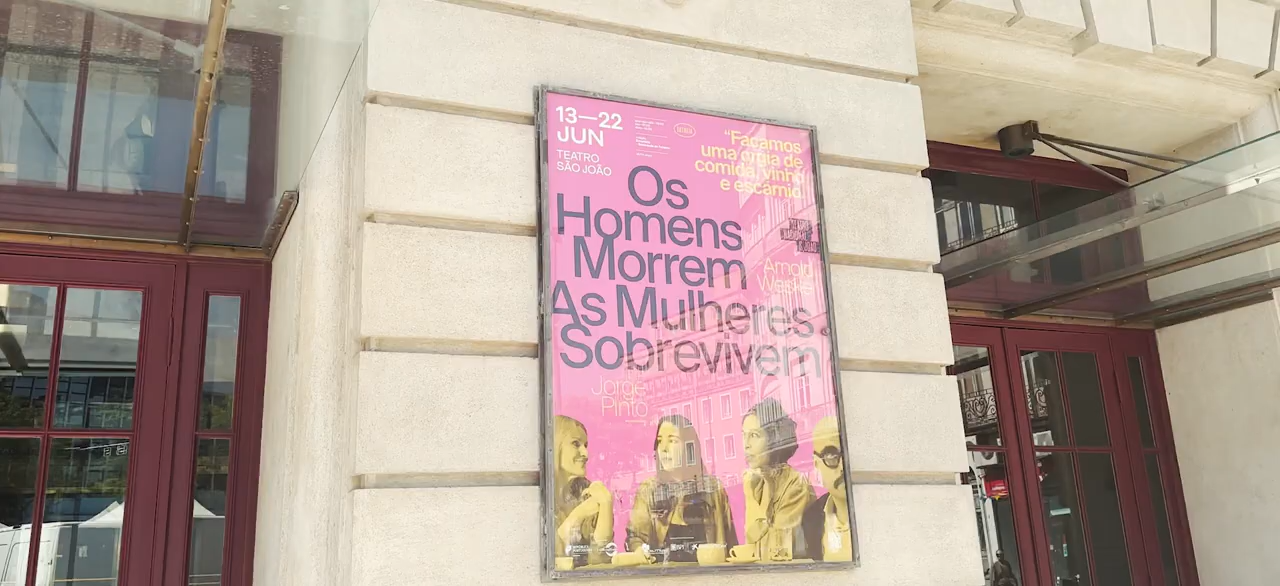 13—22
JUN
TEATRO
SÃO JOÃO
"Façamos
uma orgia de
comida, vinho
e escárnio
Os
Homens
Morrem
As Mulheres
Sobrevivem
Arnold
Wesker
Jorge
Pinto